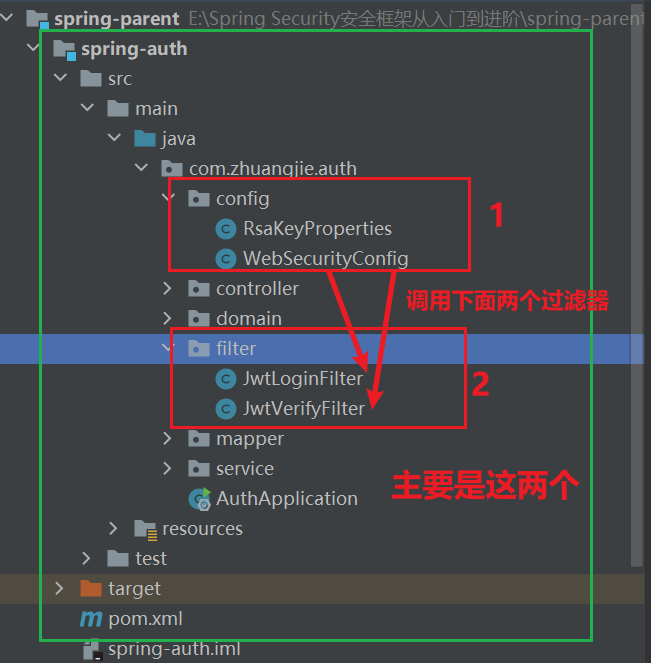 spring-parent E:\Spring Security安全框架从入门到进阶\spring-parent
spring-auth
src
main
java
com.zhuangjie.auth
config
1
RsaKeyProperties
WebSecurityConfig
controller
调用下面两个过滤器
domain
filter
JwtLoginFilter
2
JwtVerifyFilter
mapper
service
主要是这两个
AuthApplication
resources
test
target
m pom.xml
spring-auth.iml